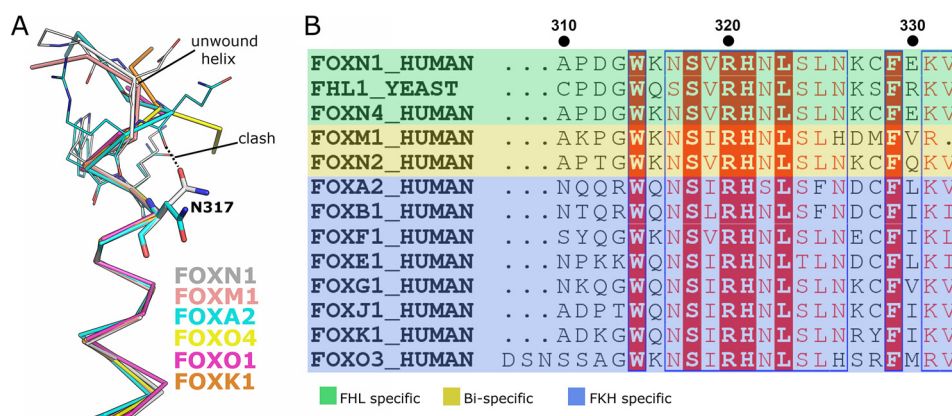 A
unwound
helix
clash
N317
FOXN1
FOXM1
FOXA2
FOXO4
FOXO1
FOXK1
B
310 320 330
FOXN1_HUMAN ...APDGWKNSVRHNLSLNKCFEKV
FHL1_YEAST ...CPDGWQSSVRHNLSLNKSFRKV
FOXN4_HUMAN ...APDGWKNSVRHNLSLNKCFEKV
FOXM1_HUMAN ...AKPGWKNSIRHNLSLHDMFVR.
FOXN2_HUMAN ...APTGWKNSVRHNLSLNKCFQKV
FOXA2_HUMAN ...NQQRWQNSIRHSLSFNDCFLKV
FOXB1_HUMAN ...NTQRWQNSLRHNLSFNDCFIKI
FOXF1_HUMAN ...SYQGWKNSVRHNLSLNECFIKL
FOXE1_HUMAN ...NPKKWQNSIRHNLTLNDCFLKI
FOXG1_HUMAN ...NKQGWQNSIRHNLSLNKCFVKV
FOXJ1_HUMAN ...ADPTWQNSIRHNLSLNKCFIKV
FOXK1_HUMAN ...ADKGWQNSIRHNLSLNRYFIKV
FOXO3_HUMAN DSNSSAGWKNSIRHNLSLHSRFMRV
FHL specific Bi-specific FKH specific